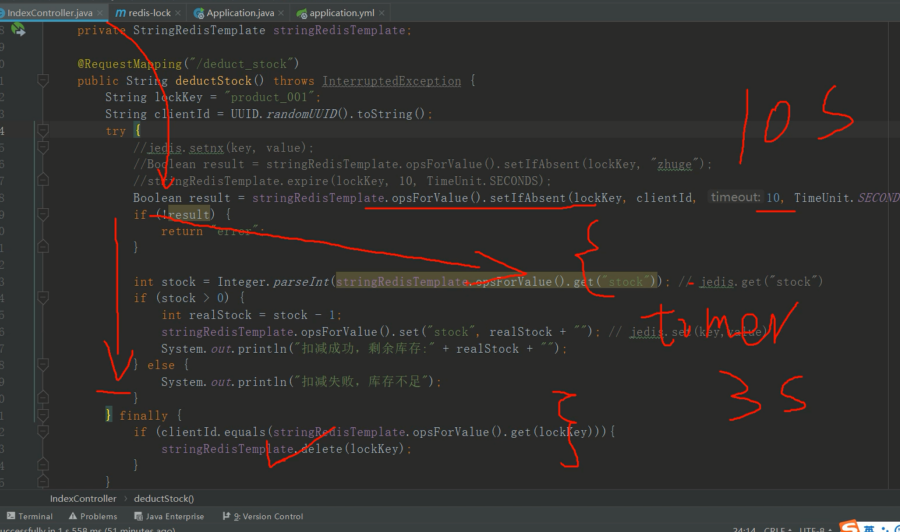 IndexController.java redis-lock Application.java application.yml
private StringRedisTemplate stringRedisTemplate;
@RequestMapping("/deduct_stock")
public String deductStock() throws InterruptedException {
String lockKey = "product_001";
String clientId = UUID.randomUUID().toString();
try {
//jedis.setnx(key, value);
//Boolean result = stringRedisTemplate.opsForValue().setIfAbsent(lockKey, "zhuge");
//stringRedisTemplate.expire(lockKey, 10, TimeUnit.SECONDS);
Boolean result = stringRedisTemplate.opsForValue().setIfAbsent(lockKey, clientId, timeout: 10, TimeUnit.SECOND
if (!result) {
return "error";
}
int stock = Integer.parseInt(stringRedisTemplate.opsForValue().get("stock")); // jedis.get("stock")
if (stock > 0) {
int realStock = stock - 1;
stringRedisTemplate.opsForValue().set("stock", realStock + ""); // jedis.set(key,value)
System.out.println("扣减成功，剩余库存:" + realStock + "");
} else {
System.out.println("扣减失败，库存不足");
}
} finally {
if (clientId.equals(stringRedisTemplate.opsForValue().get(lockKey))){
stringRedisTemplate.delete(lockKey);
}
}
10S
timer
3S
IndexController › deductStock()
Terminal Problems Java Enterprise 9: Version Control
uccessfully in 1 s 558 ms (51 minutes ago) 34:14 CRLF UTF-8 英